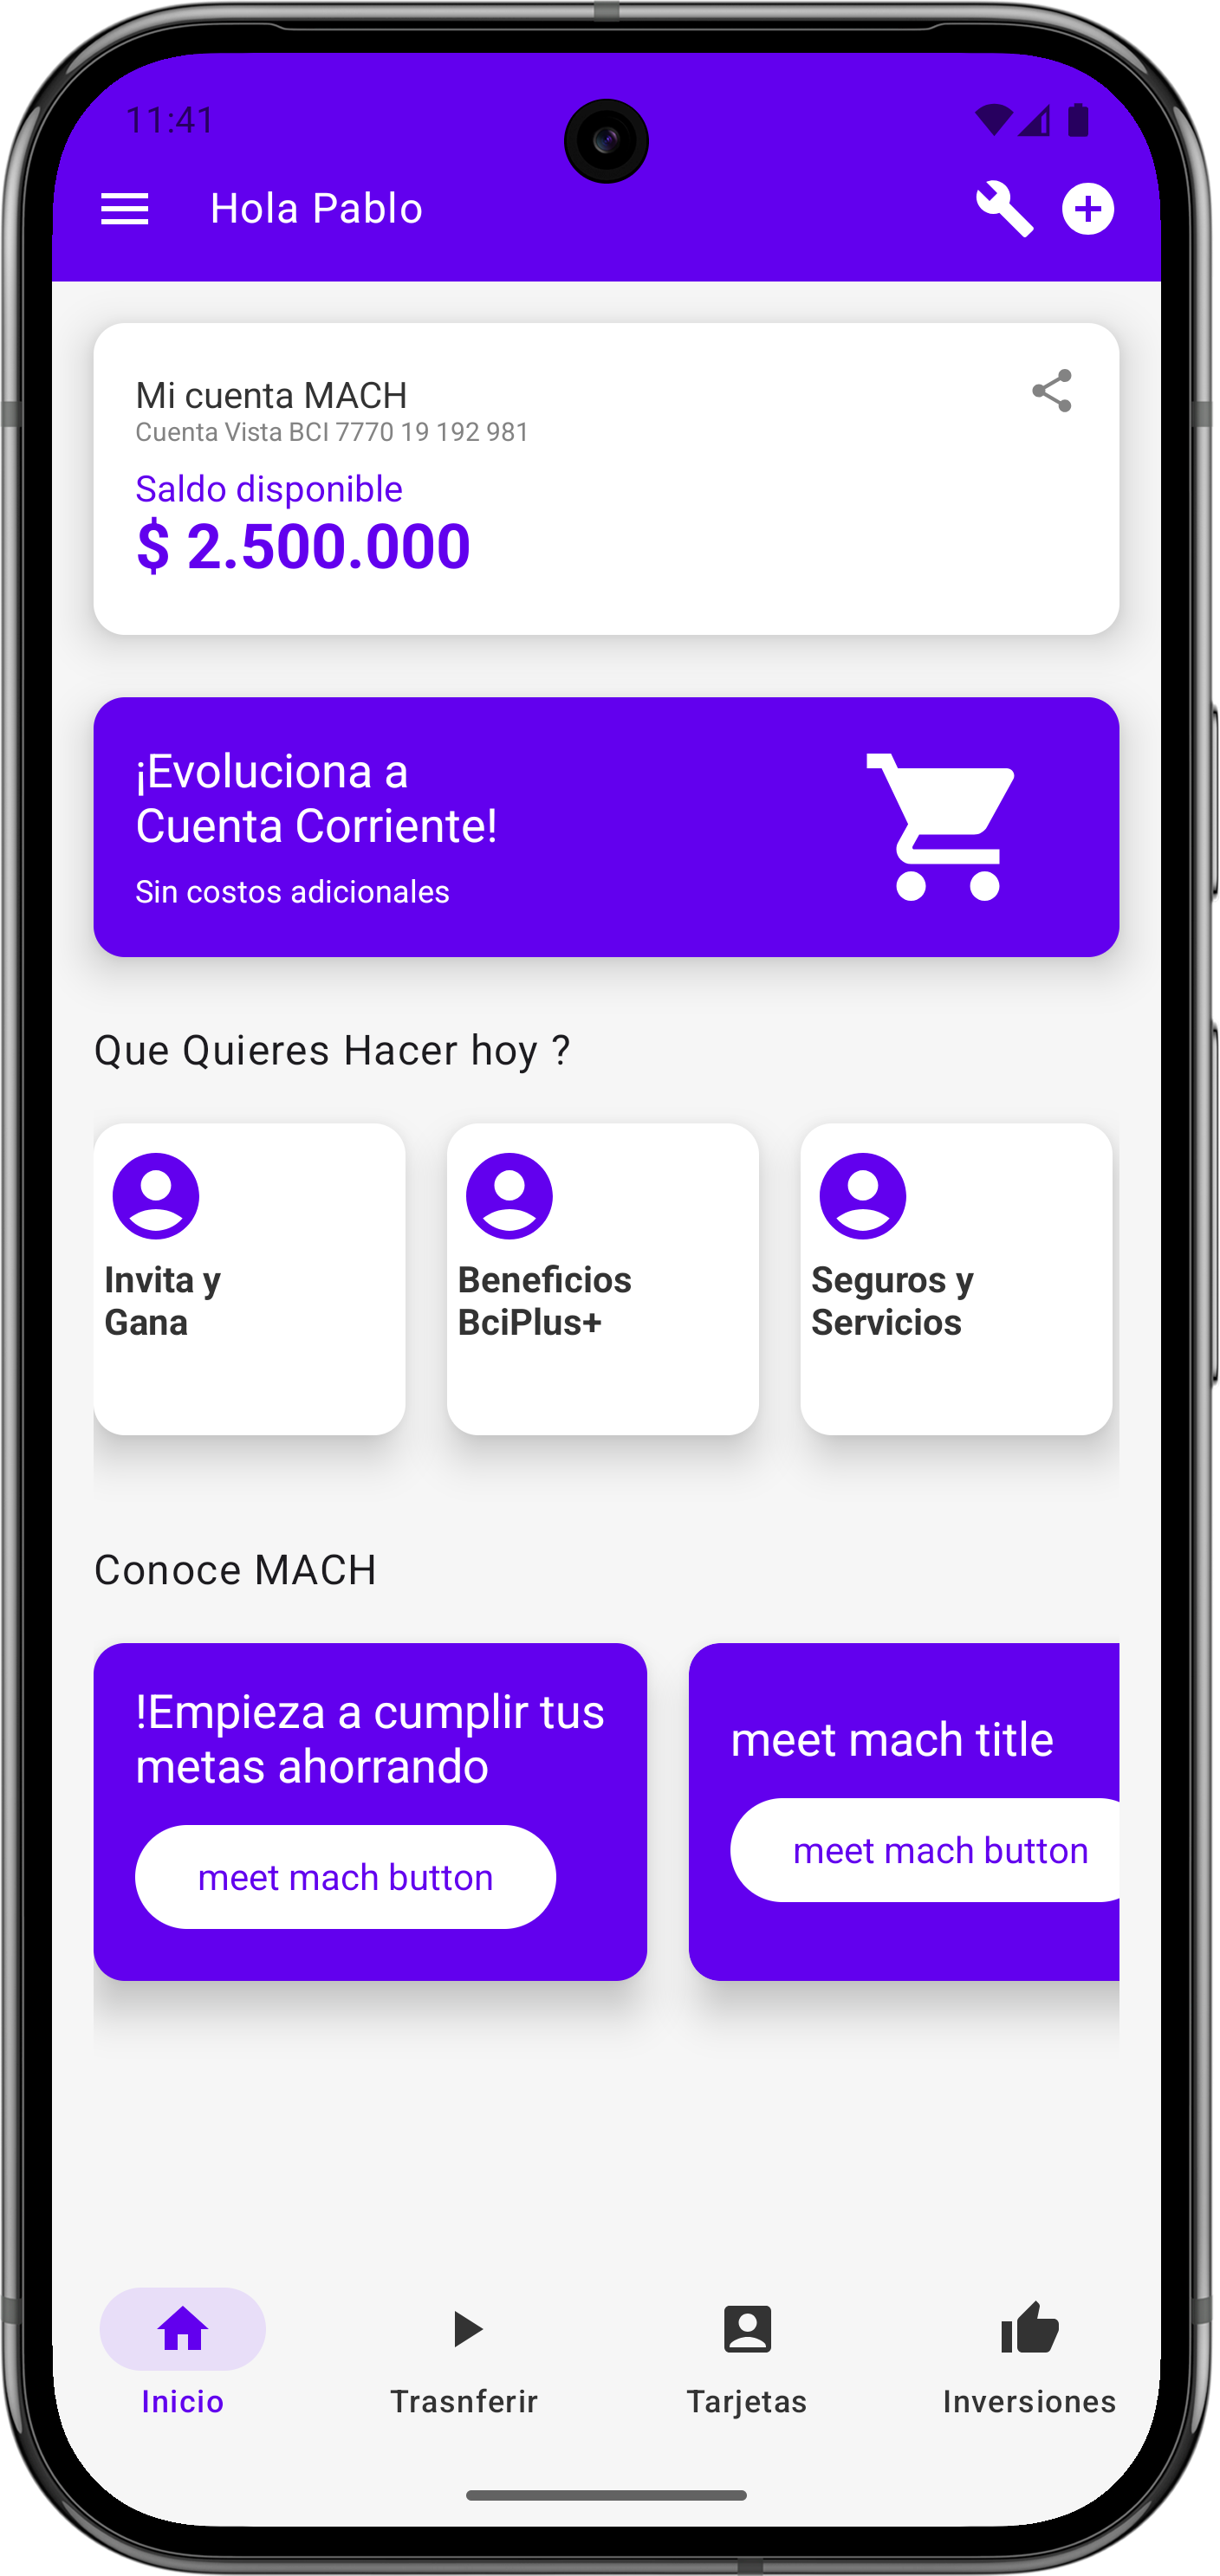 11:41
Hola Pablo
Mi cuenta MACH
Cuenta Vista BCI 7770 19 192 981
Saldo disponible
$ 2.500.000
¡Evoluciona a
Cuenta Corriente!
Sin costos adicionales
Que Quieres Hacer hoy ?
Invita y
Gana
Beneficios
BciPlus+
Seguros y
Servicios
Conoce MACH
!Empieza a cumplir tus
metas ahorrando
meet mach button
meet mach title
meet mach button
Inicio
Trasnferir
Tarjetas
Inversiones